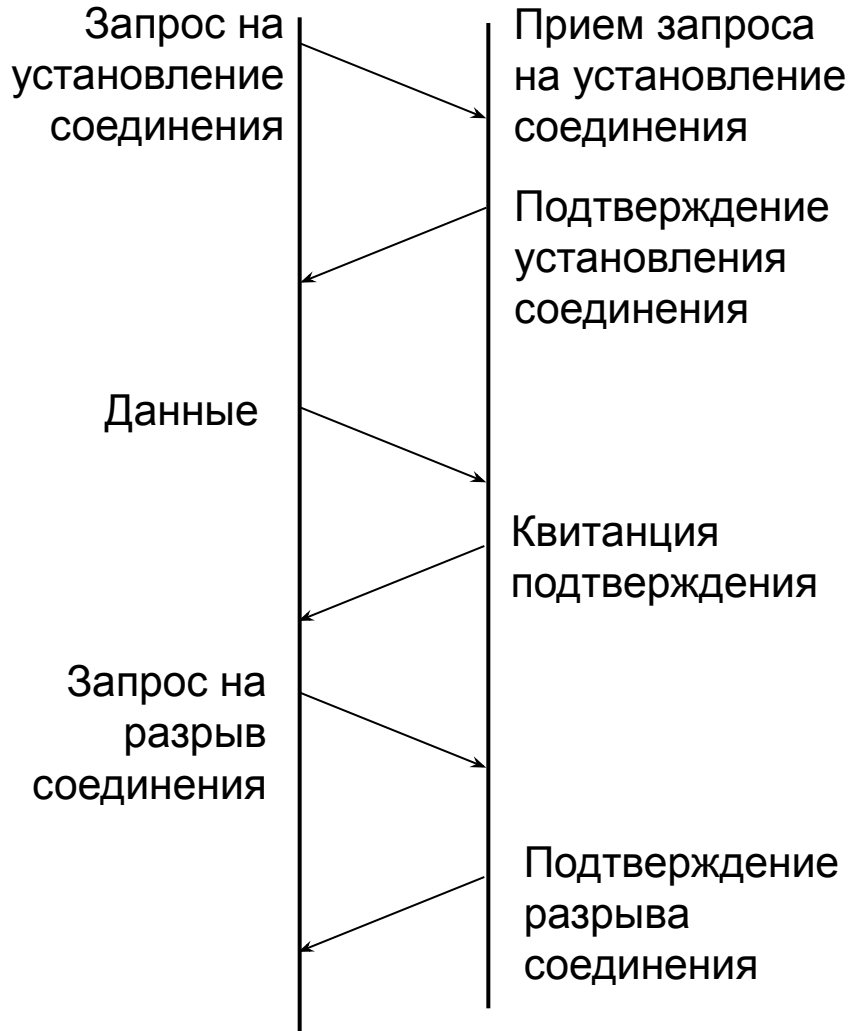 Запрос на
установление
соединения
Прием запроса
на установление
соединения
Подтверждение
установления
соединения
Данные
Квитанция
подтверждения
Запрос на
разрыв
соединения
Подтверждение
разрыва
соединения